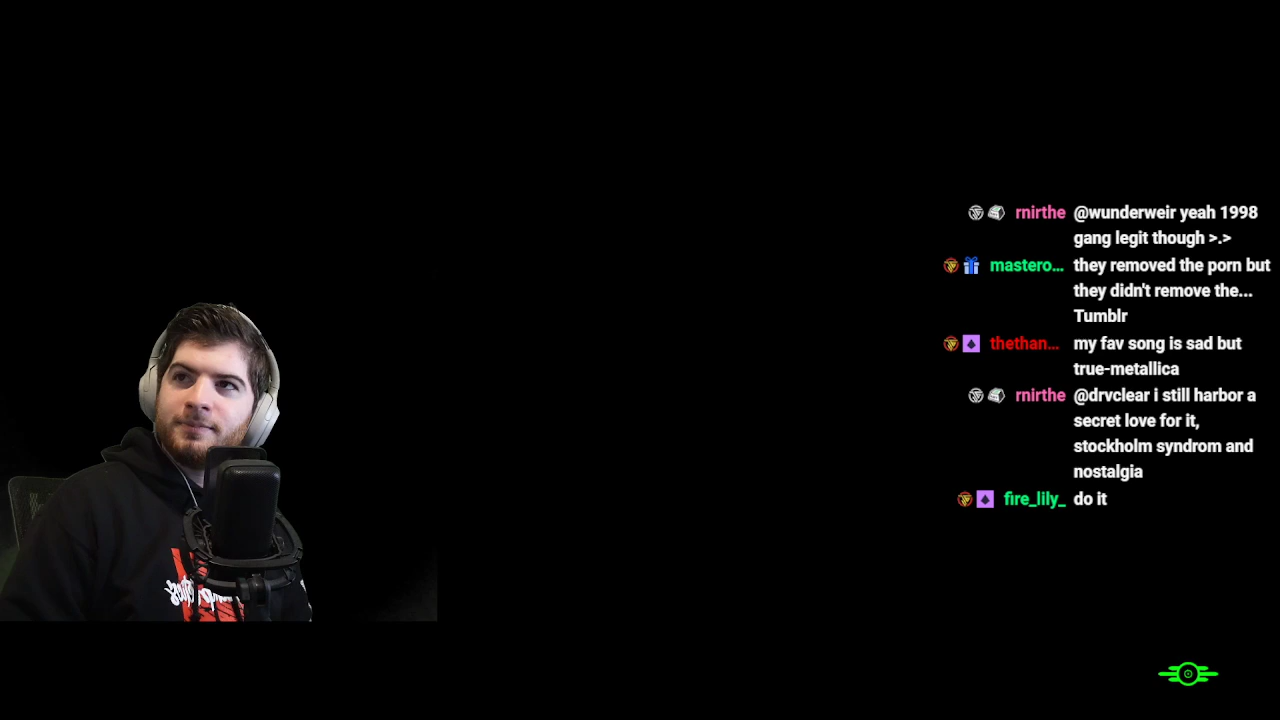 rnirthe @wunderweir yeah 1998
gang legit though >.>
mastero... they removed the porn but
they didn't remove the...
Tumblr
thethan... my fav song is sad but
true-metallica
rnirthe @drvclear i still harbor a
secret love for it,
stockholm syndrom and
nostalgia
fire_lily_ do it